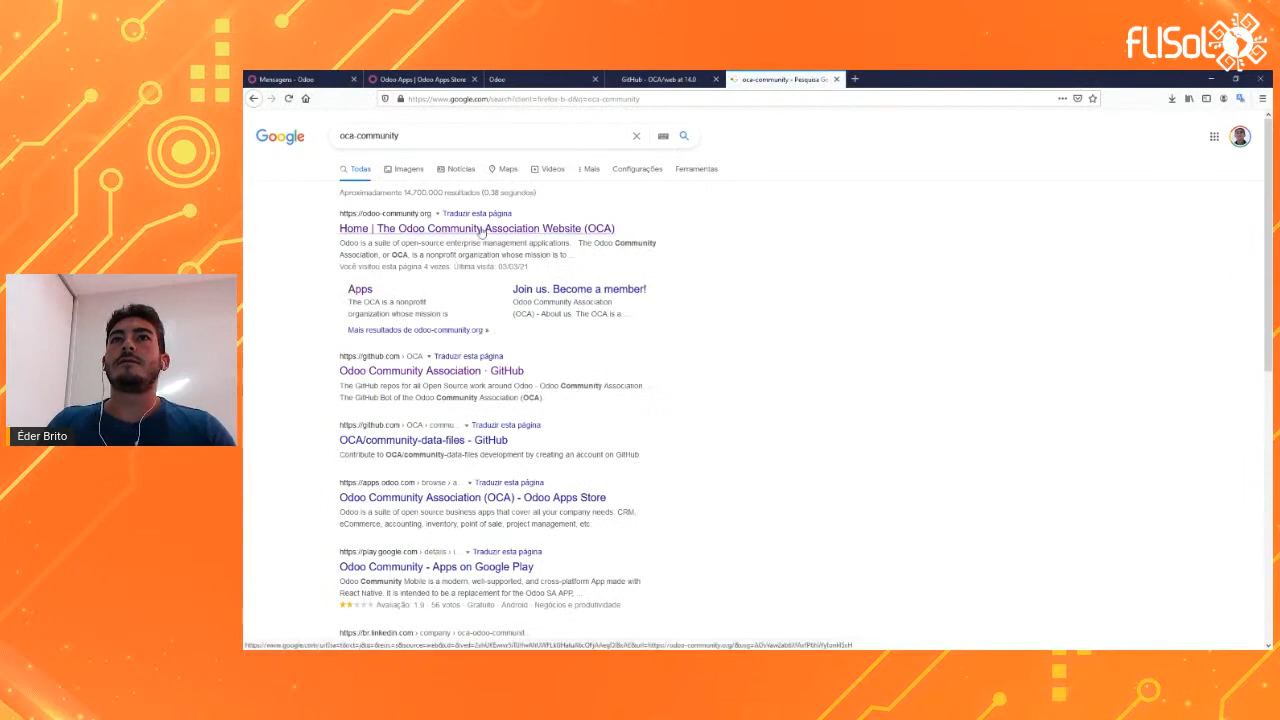 FLISoL
Mensagens - Odoo
Odoo Apps | Odoo Apps Store
Odoo
GitHub - OCA/web at 14.0
oca-community - Pesquisa Go
https://www.google.com/search?client=firefox-b-d&q=oca-community
Google
oca-community
Todas
Imagens
Notícias
Maps
Vídeos
Mais
Configurações
Ferramentas
Aproximadamente 14.700.000 resultados (0,38 segundos)
https://odoo-community.org Traduzir esta página
Home | The Odoo Community Association Website (OCA)
Odoo is a suite of open-source enterprise management applications. · The Odoo Community
Association, or OCA, is a nonprofit organization whose mission is to ...
Você visitou esta página 4 vezes. Última visita: 03/03/21
Apps
The OCA is a nonprofit
organization whose mission is
Join us. Become a member!
Odoo Community Association
(OCA) - About us. The OCA is a ...
Mais resultados de odoo-community.org »
https://github.com › OCA Traduzir esta página
Odoo Community Association · GitHub
The GitHub repos for all Open Source work around Odoo - Odoo Community Association ...
The GitHub Bot of the Odoo Community Association (OCA).
https://github.com › OCA › commu... Traduzir esta página
OCA/community-data-files - GitHub
Contribute to OCA/community-data-files development by creating an account on GitHub
https://apps.odoo.com › browse › a... Traduzir esta página
Odoo Community Association (OCA) - Odoo Apps Store
Odoo is a suite of open source business apps that cover all your company needs: CRM,
eCommerce, accounting, inventory, point of sale, project management, etc.
https://play.google.com › details › i... Traduzir esta página
Odoo Community - Apps on Google Play
Odoo Community Mobile is a modern, well-supported, and cross-platform App made with
React Native. It is intended to be a replacement for the Odoo SA APP, ...
Avaliação: 1,9 · 56 votos · Gratuito · Android · Negócios e produtividade
https://br.linkedin.com › company › oca-odoo-communit...
Éder Brito